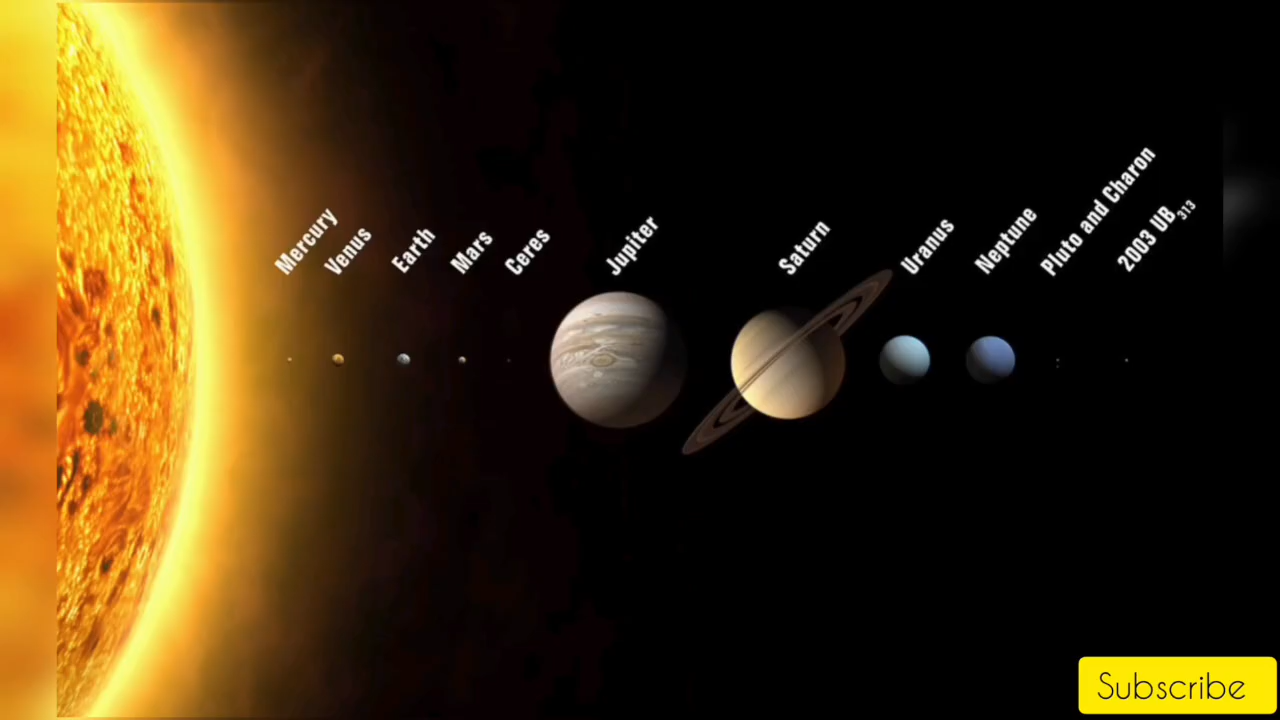 Mercury
Venus
Earth
Mars
Ceres
Jupiter
Saturn
Uranus
Neptune
Pluto and Charon
2003 UB313
Subscribe